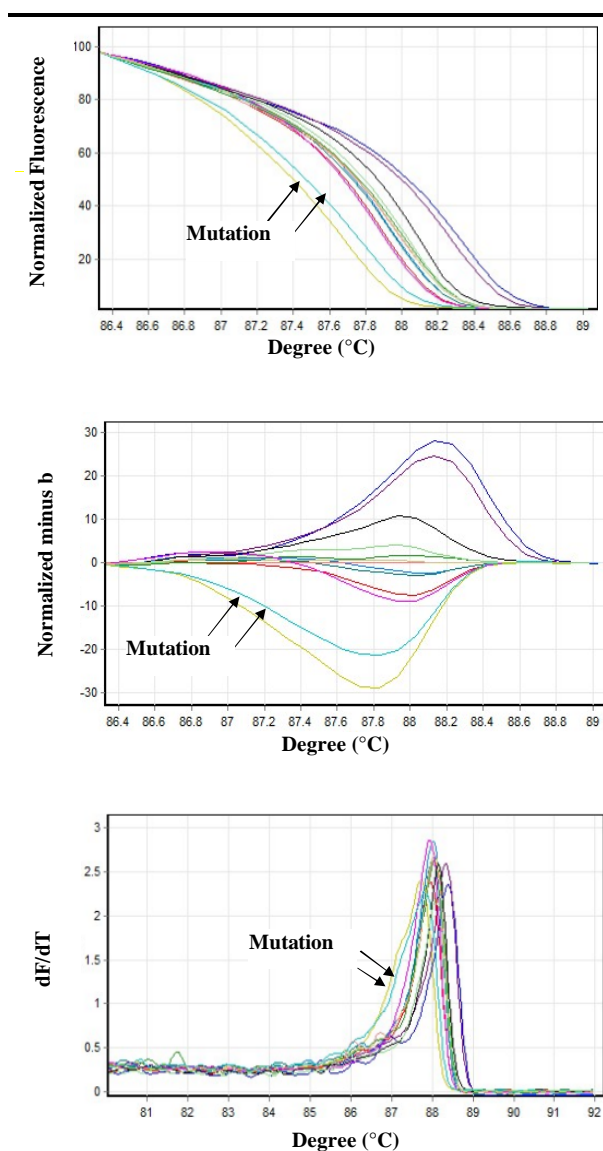 Normalized Fluorescence
100
80
60
40
20
Mutation
86.4 86.6 86.8 87 87.2 87.4 87.6 87.8 88 88.2 88.4 88.6 88.8 89
Degree (°C)
Normalized minus b
30
20
10
0
-10
-20
-30
Mutation
86.4 86.6 86.8 87 87.2 87.4 87.6 87.8 88 88.2 88.4 88.6 88.8 89
Degree (°C)
dF/dT
3
2.5
2
1.5
1
0.5
0
Mutation
81 82 83 84 85 86 87 88 89 90 91 92
Degree (°C)